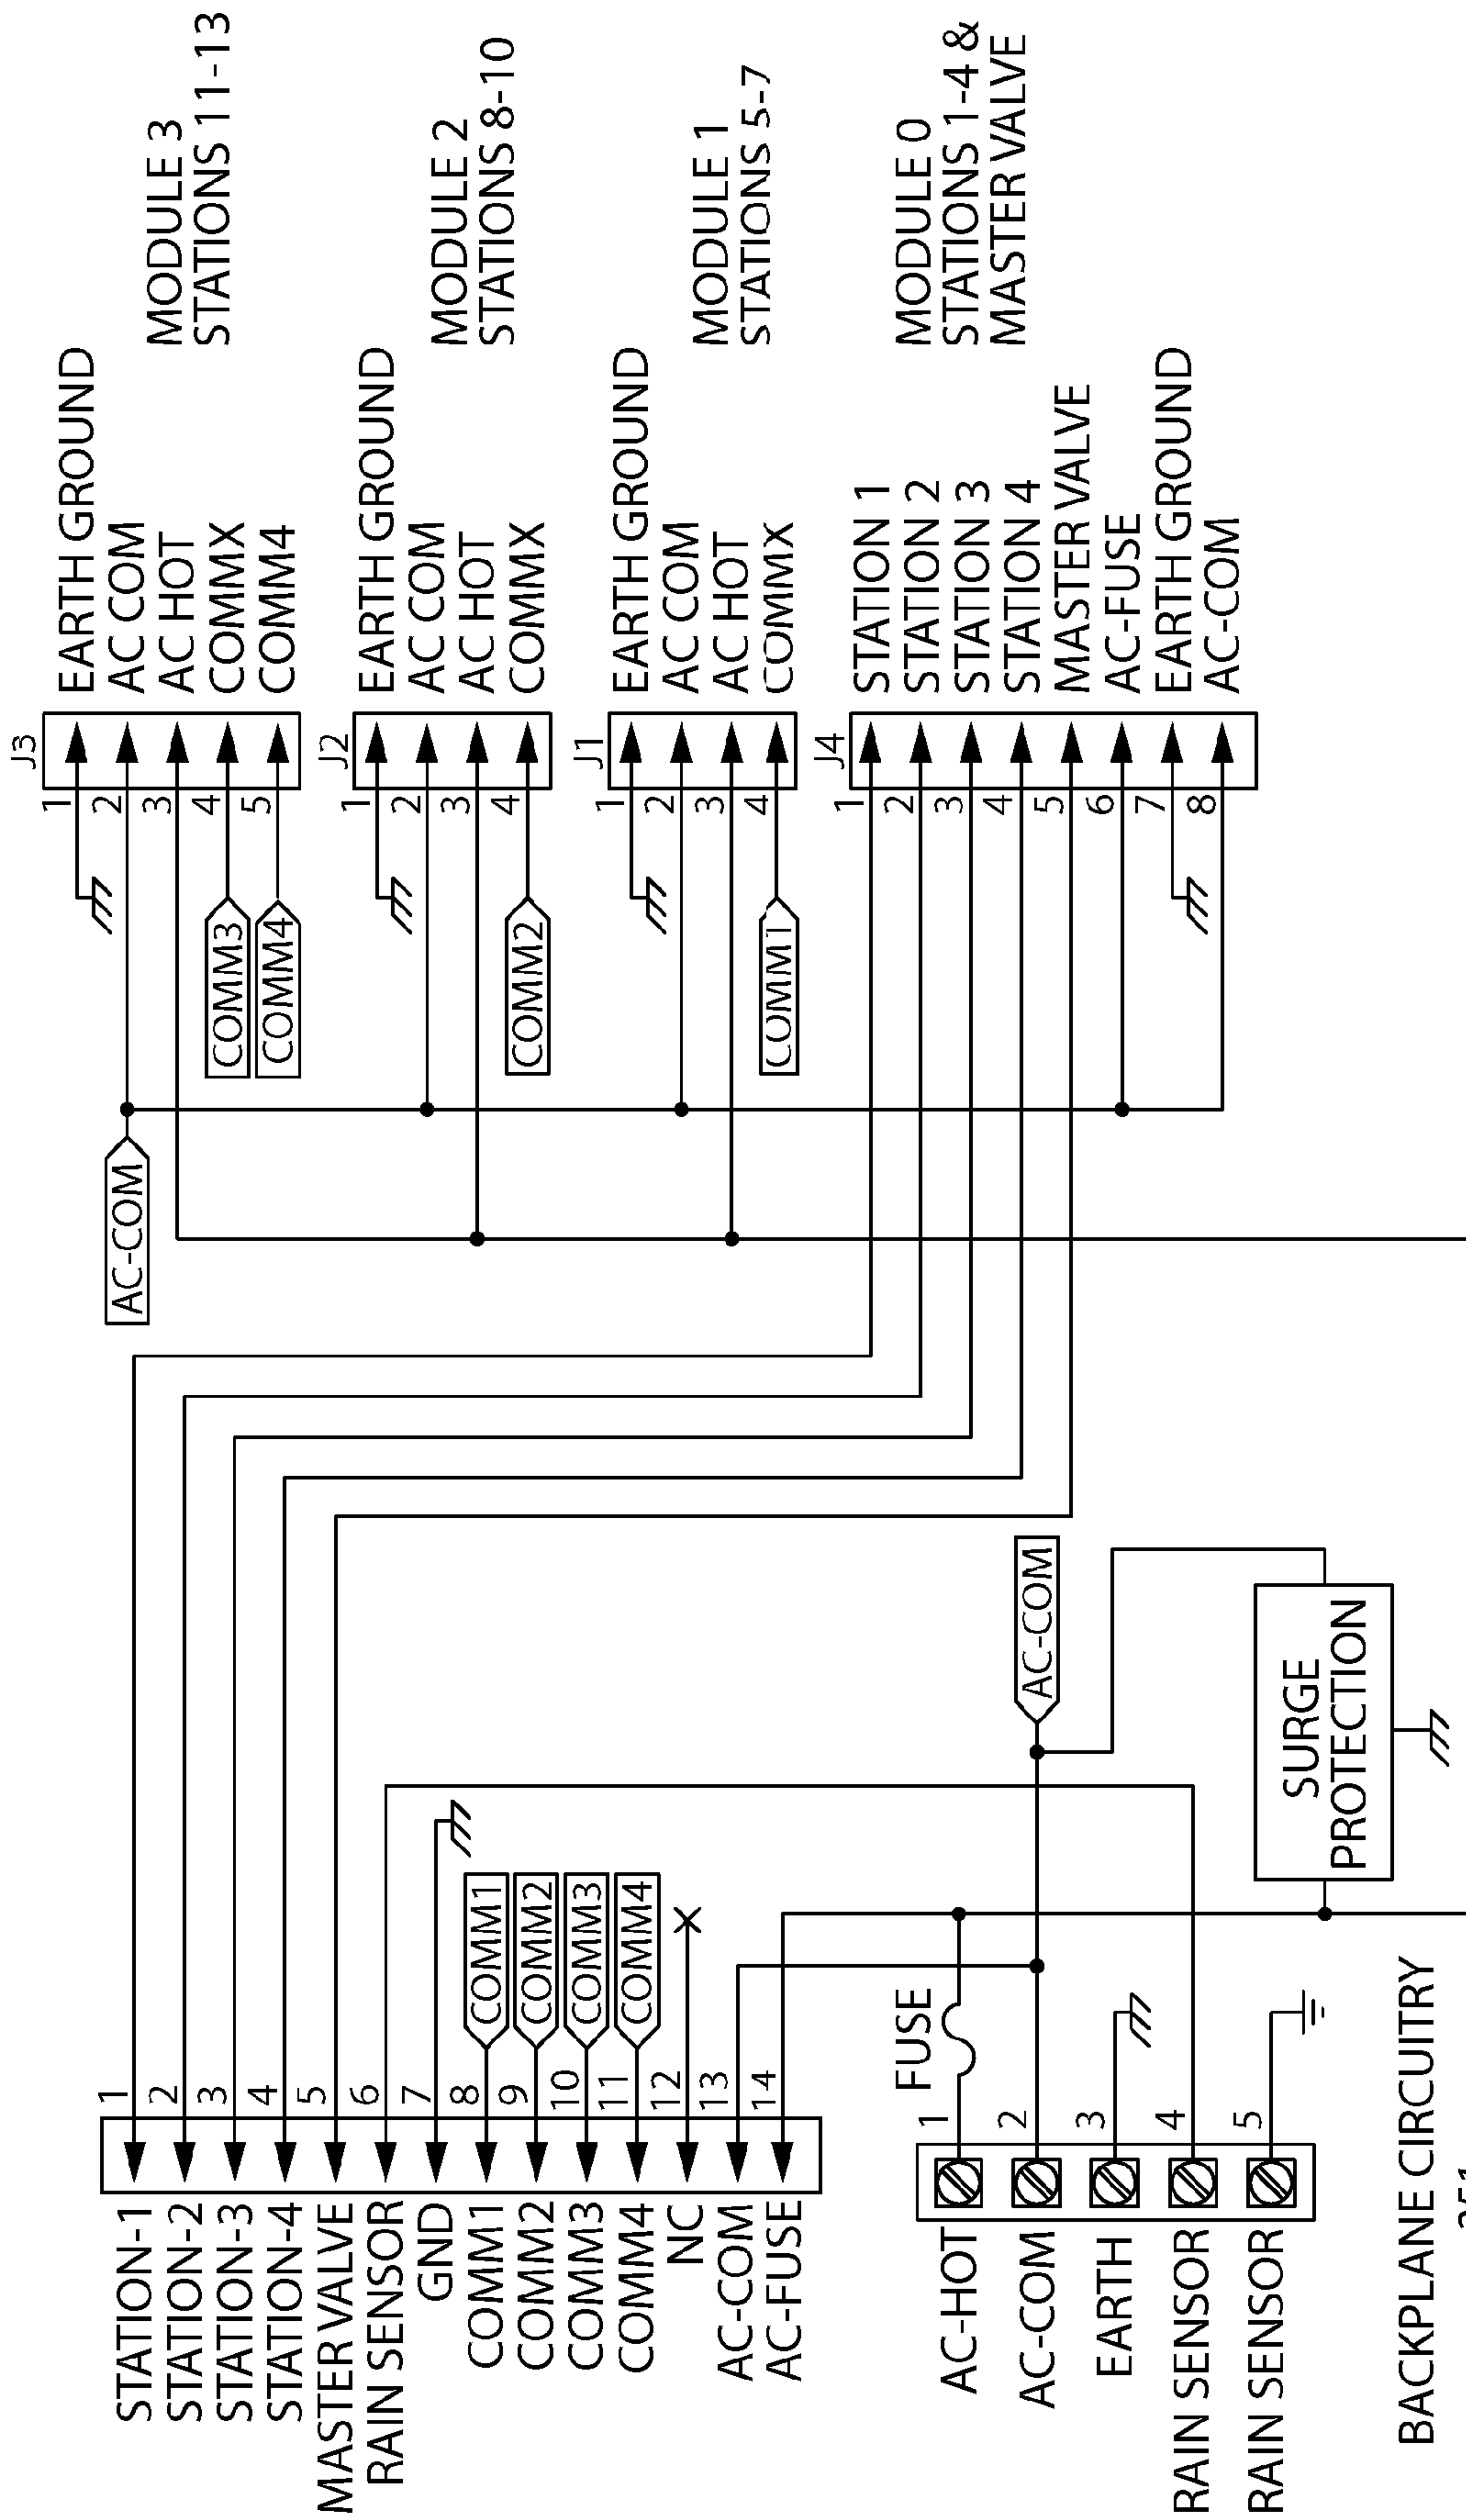 STATION-1
STATION-2
STATION-3
STATION-4
MASTER VALVE
RAIN SENSOR
GND
COMM1
COMM2
COMM3
COMM4
NC
AC-COM
AC-FUSE
1
2
3
4
5
6
7
8
9
10
11
12
13
14
COMM1
COMM2
COMM3
COMM4
AC-HOT
AC-COM
EARTH
RAIN SENSOR
RAIN SENSOR
1
2
3
4
5
FUSE
AC-COM
SURGE
PROTECTION
BACKPLANE CIRCUITRY
AC-COM
J3
1
2
3
4
5
COMM3
COMM4
EARTH GROUND
AC COM
AC HOT
COMMX
COMM4
MODULE 3
STATIONS 11-13
J2
1
2
3
4
COMM2
EARTH GROUND
AC COM
AC HOT
COMMX
MODULE 2
STATIONS 8-10
J1
1
2
3
4
COMM1
EARTH GROUND
AC COM
AC HOT
COMMX
MODULE 1
STATIONS 5-7
J4
1
2
3
4
5
6
7
8
STATION 1
STATION 2
STATION 3
STATION 4
MASTER VALVE
AC-FUSE
EARTH GROUND
AC-COM
MODULE 0
STATIONS 1-4 &
MASTER VALVE